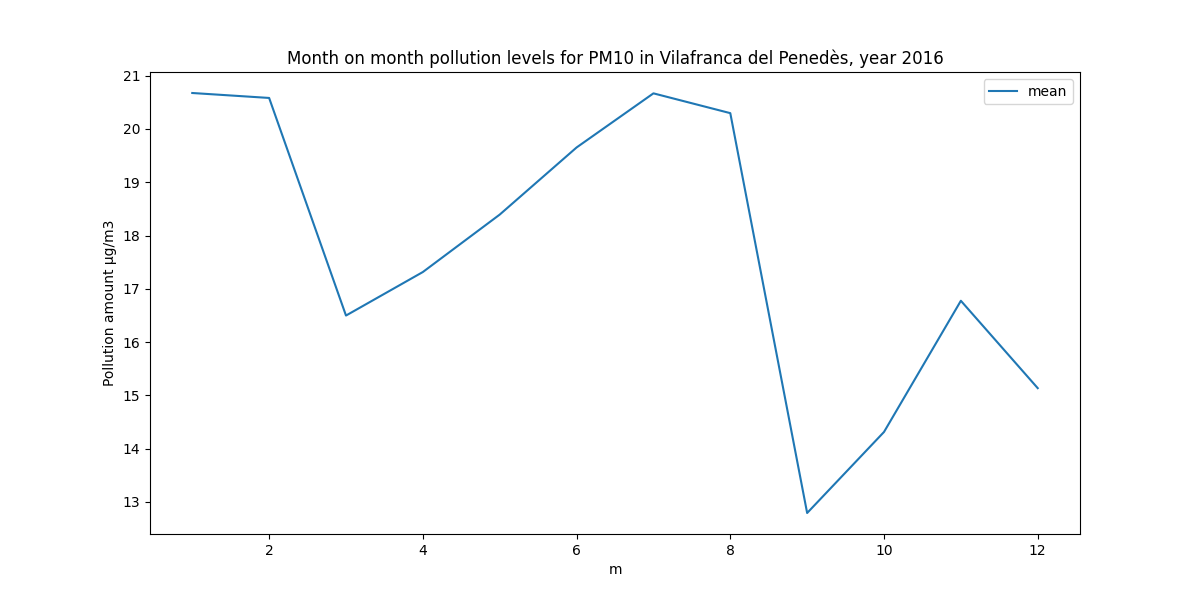 Month on month pollution levels for PM10 in Vilafranca del Penedès, year 2016
mean
Pollution amount µg/m3
21
20
19
18
17
16
15
14
13
2 4 6 8 10 12
m